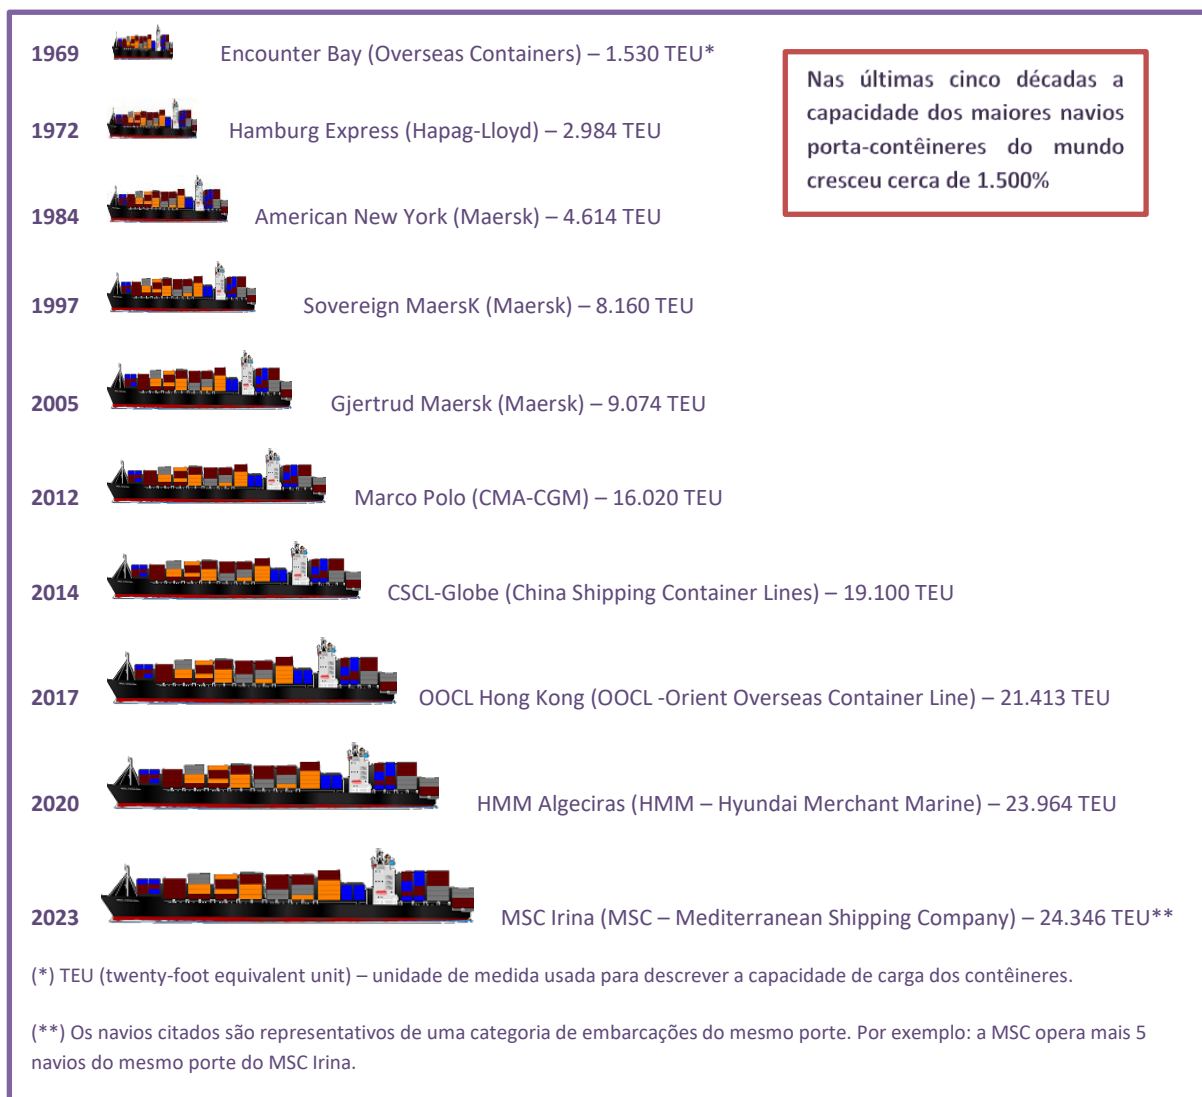 1969 Encounter Bay (Overseas Containers) – 1.530 TEU*
Nas últimas cinco décadas a
capacidade dos maiores navios
porta-contêineres do mundo
cresceu cerca de 1.500%
1972 Hamburg Express (Hapag-Lloyd) – 2.984 TEU
1984 American New York (Maersk) – 4.614 TEU
1997 Sovereign MaersK (Maersk) – 8.160 TEU
2005 Gjertrud Maersk (Maersk) – 9.074 TEU
2012 Marco Polo (CMA-CGM) – 16.020 TEU
2014 CSCL-Globe (China Shipping Container Lines) – 19.100 TEU
2017 OOCL Hong Kong (OOCL -Orient Overseas Container Line) – 21.413 TEU
2020 HMM Algeciras (HMM – Hyundai Merchant Marine) – 23.964 TEU
2023 MSC Irina (MSC – Mediterranean Shipping Company) – 24.346 TEU**
(*) TEU (twenty-foot equivalent unit) – unidade de medida usada para descrever a capacidade de carga dos contêineres.
(**) Os navios citados são representativos de uma categoria de embarcações do mesmo porte. Por exemplo: a MSC opera mais 5
navios do mesmo porte do MSC Irina.